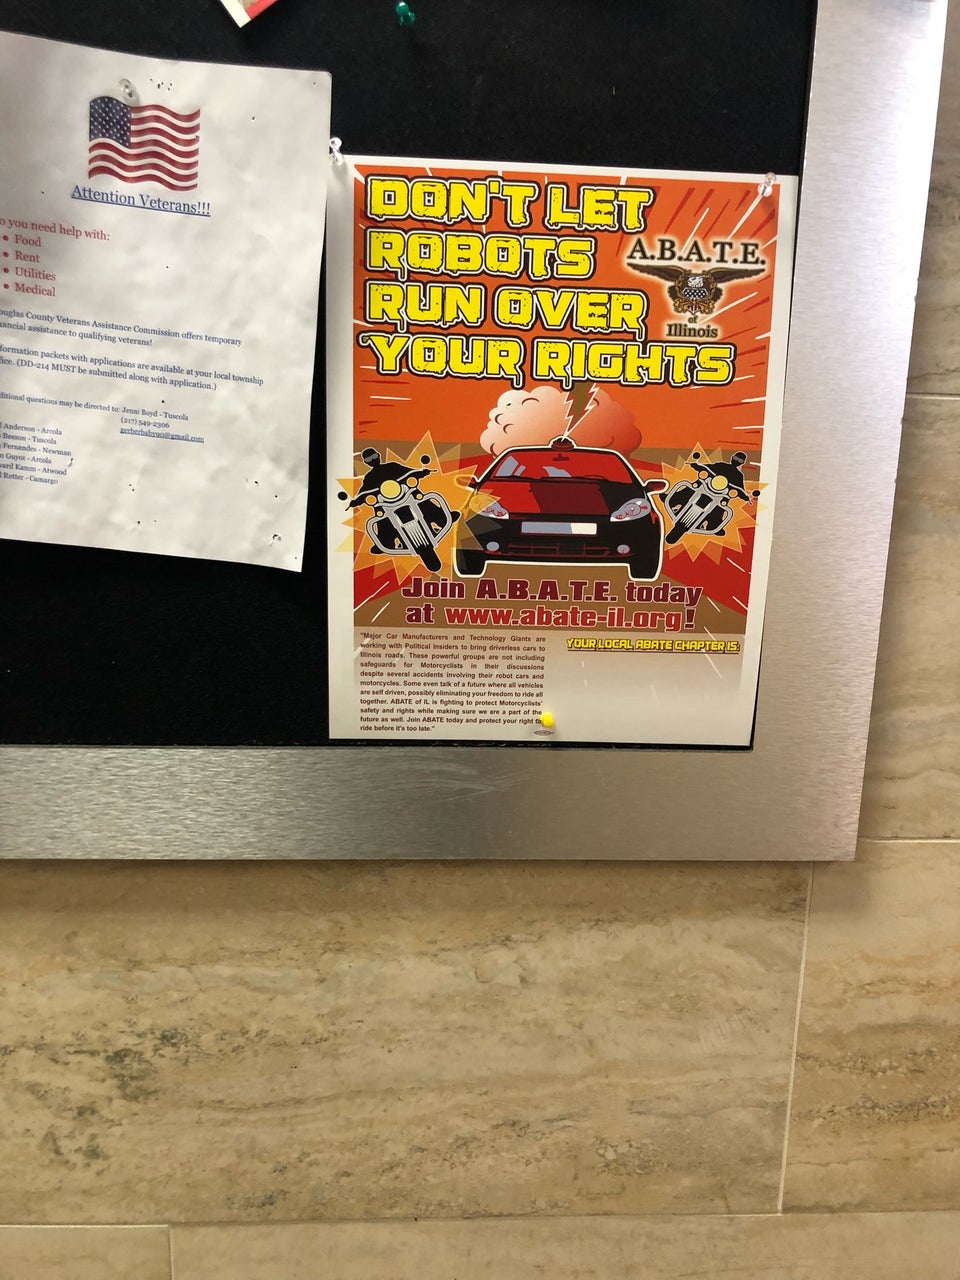 Attention Veterans!!!
o you need help with:
• Food
• Rent
• Utilities
• Medical
ouglas County Veterans Assistance Commission offers temporary
nancial assistance to qualifying veterans!
formation packets with applications are available at your local township
fice. (DD-214 MUST be submitted along with application.)
ditional questions may be directed to: Jenni Boyd - Tuscola
(217) 549-2306
Anderson - Arcola
Beeson - Tuscola
Fernandes - Newman
n Guyot - Arcola
ward Kamm - Atwood
Retter - Camargo
DON'T LET
ROBOTS
RUN OVER
YOUR RIGHTS
A.B.A.T.E.
of
Illinois
Join A.B.A.T.E. today
at www.abate-il.org!
"Major Car Manufacturers and Technology Giants are
working with Political Insiders to bring driverless cars to
Illinois roads. These powerful groups are not including
safeguards for Motorcyclists in their discussions
despite several accidents involving their robot cars and
motorcycles. Some even talk of a future where all vehicles
are self driven, possibly eliminating your freedom to ride all
together. ABATE of IL is fighting to protect Motorcyclists'
safety and rights while making sure we are a part of the
future as well. Join ABATE today and protect your right to
ride before it's too late."
YOUR LOCAL ABATE CHAPTER IS: